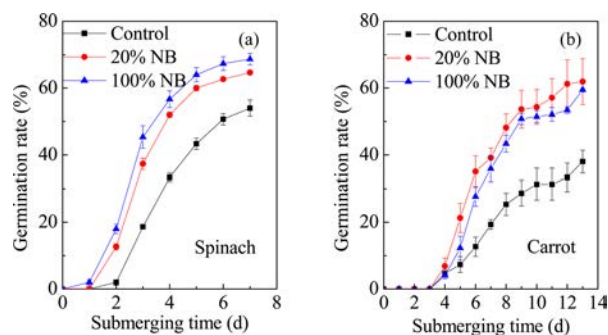 80
60
40
20
0
Germination rate (%)
Control
20% NB
100% NB
(a)
Spinach
0 2 4 6 8
Submerging time (d)
80
60
40
20
0
Germination rate (%)
Control
20% NB
100% NB
(b)
Carrot
0 2 4 6 8 10 12 14
Submerging time (d)